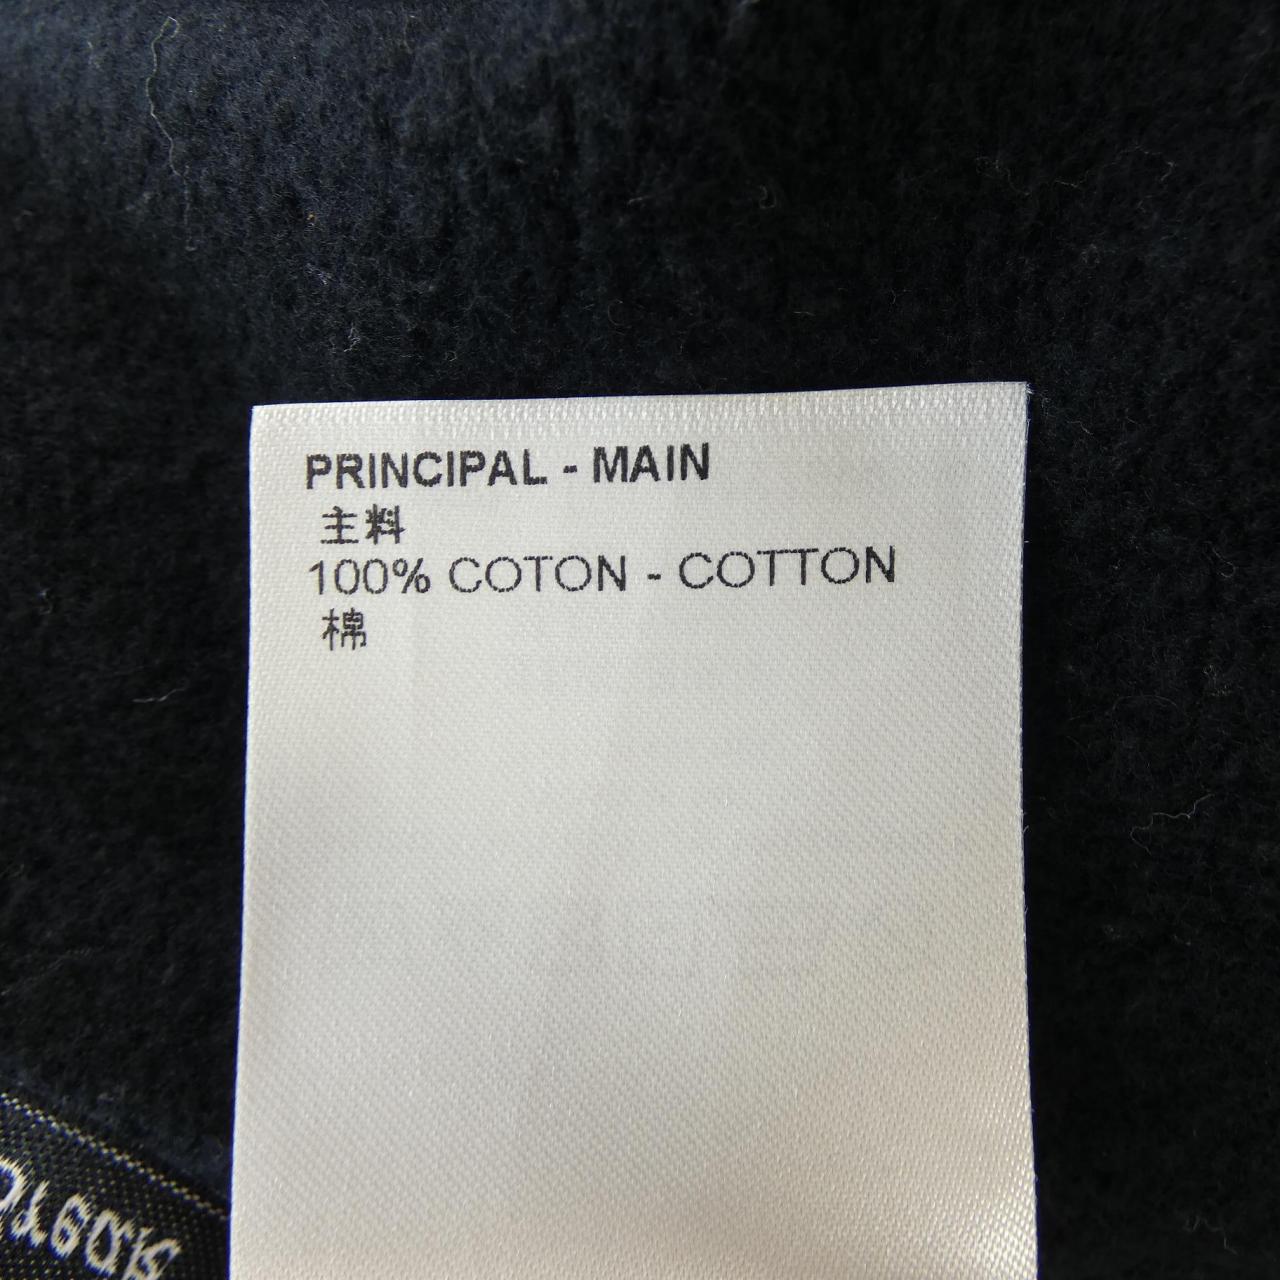 PRINCIPAL - MAIN
主料
100% COTON - COTTON
棉